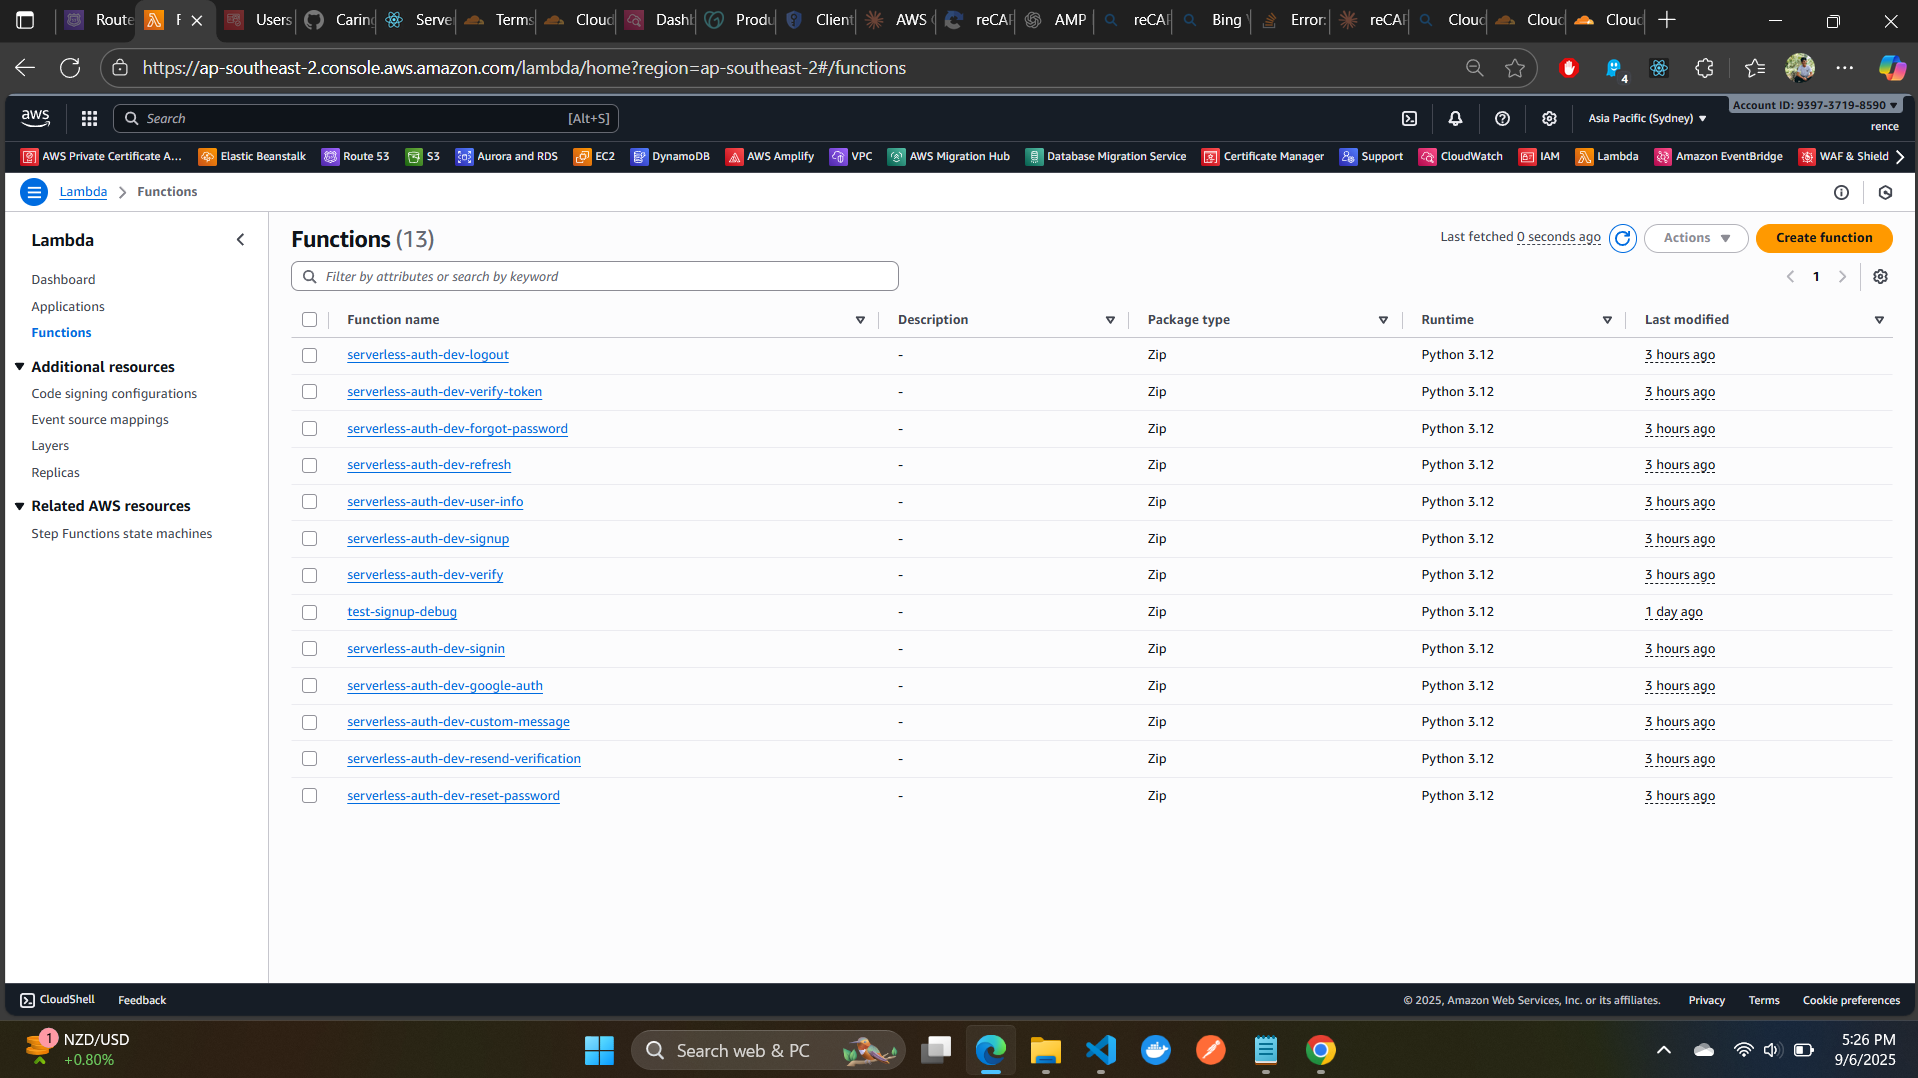 Route
F
Users
Carin
Serve
Terms
Cloud
Dashb
Produ
Client
AWS
reCAP
AMP
reCAP
Bing
Error:
reCAP
Cloud
Cloud
Cloud
https://ap-southeast-2.console.aws.amazon.com/lambda/home?region=ap-southeast-2#/functions
4
aws
Search [Alt+S]
Asia Pacific (Sydney)
Account ID: 9397-3719-8590
rence
AWS Private Certificate A...
Elastic Beanstalk
Route 53
S3
Aurora and RDS
EC2
DynamoDB
AWS Amplify
VPC
AWS Migration Hub
Database Migration Service
Certificate Manager
Support
CloudWatch
IAM
Lambda
Amazon EventBridge
WAF & Shield
Lambda
Functions
Lambda
Dashboard
Applications
Functions
Additional resources
Code signing configurations
Event source mappings
Layers
Replicas
Related AWS resources
Step Functions state machines
Functions (13)
Last fetched 0 seconds ago
Actions
Create function
Filter by attributes or search by keyword
1
Function name Description Package type Runtime Last modified
serverless-auth-dev-logout - Zip Python 3.12 3 hours ago
serverless-auth-dev-verify-token - Zip Python 3.12 3 hours ago
serverless-auth-dev-forgot-password - Zip Python 3.12 3 hours ago
serverless-auth-dev-refresh - Zip Python 3.12 3 hours ago
serverless-auth-dev-user-info - Zip Python 3.12 3 hours ago
serverless-auth-dev-signup - Zip Python 3.12 3 hours ago
serverless-auth-dev-verify - Zip Python 3.12 3 hours ago
test-signup-debug - Zip Python 3.12 1 day ago
serverless-auth-dev-signin - Zip Python 3.12 3 hours ago
serverless-auth-dev-google-auth - Zip Python 3.12 3 hours ago
serverless-auth-dev-custom-message - Zip Python 3.12 3 hours ago
serverless-auth-dev-resend-verification - Zip Python 3.12 3 hours ago
serverless-auth-dev-reset-password - Zip Python 3.12 3 hours ago
CloudShell
Feedback
© 2025, Amazon Web Services, Inc. or its affiliates.
Privacy
Terms
Cookie preferences
1
NZD/USD
+0.80%
Search web & PC
5:26 PM
9/6/2025